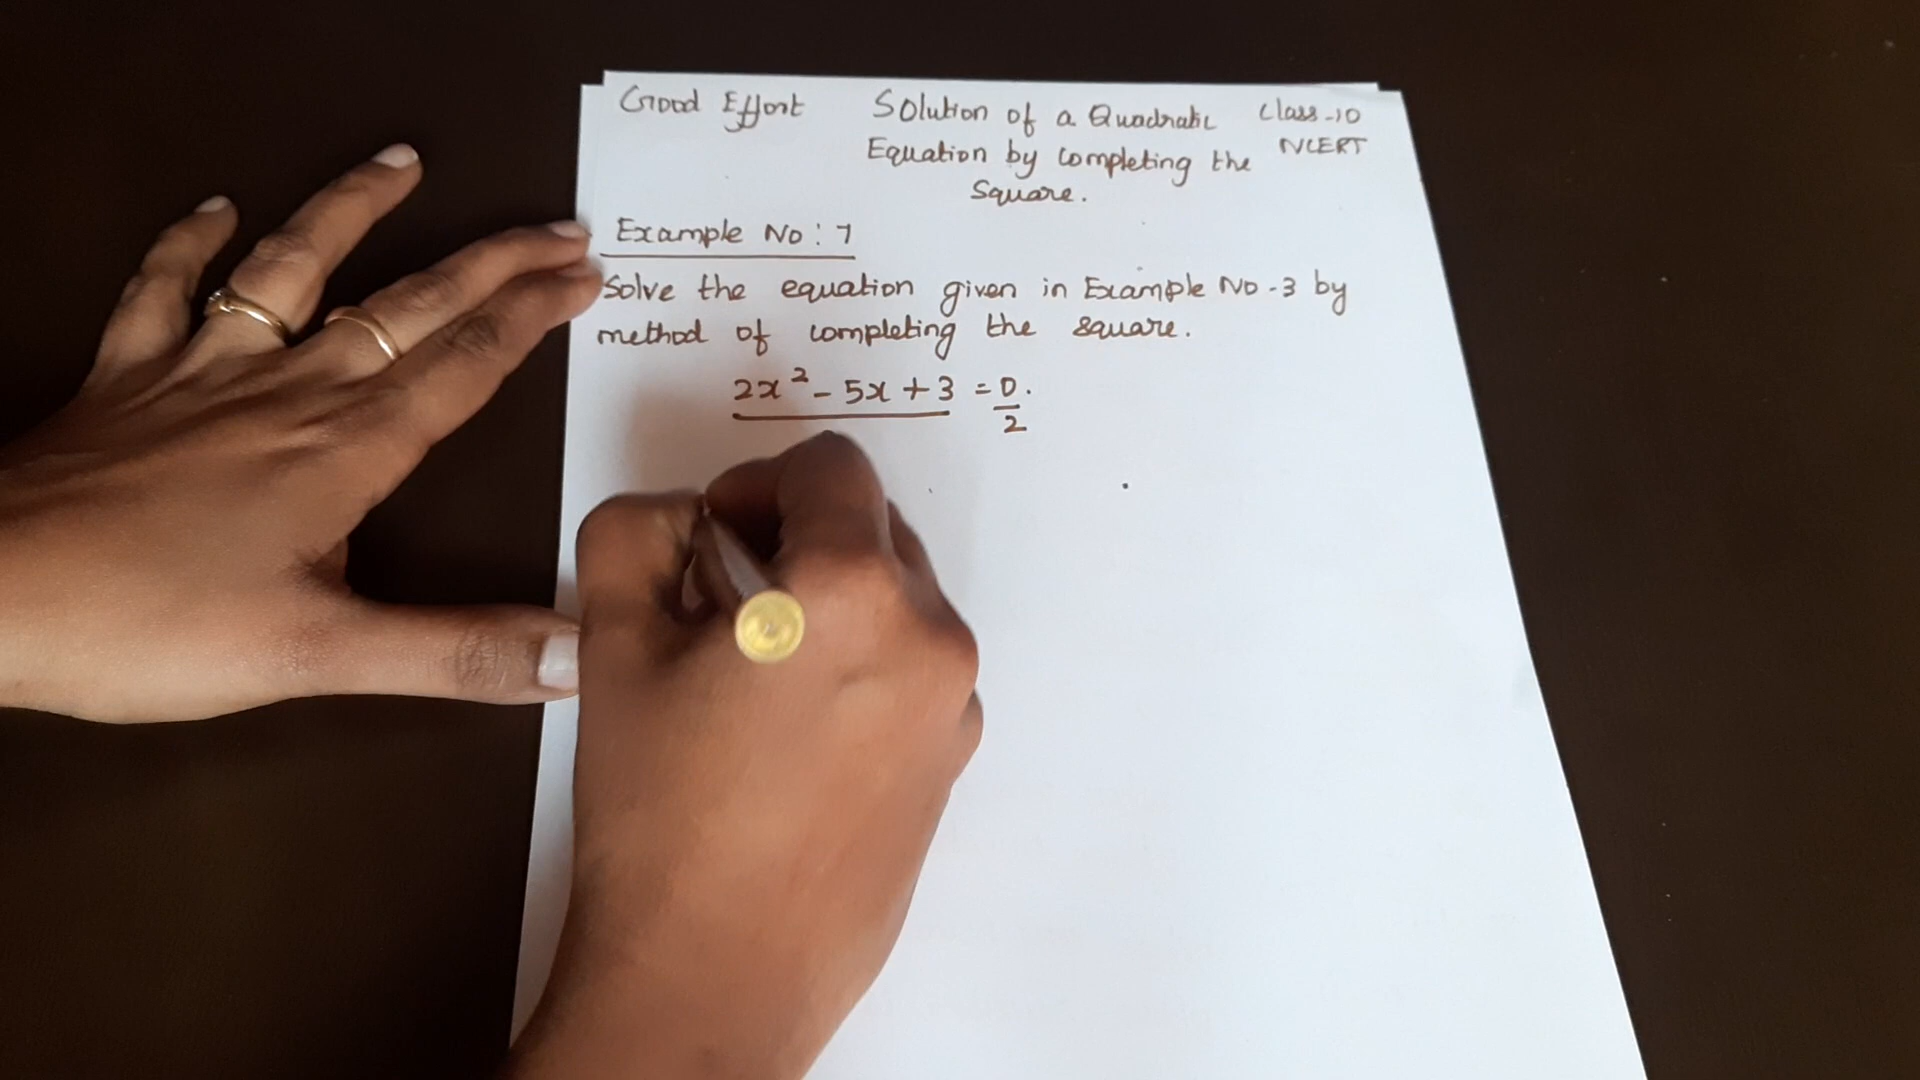 Good Effort
Solution of a Quadratic
Equation by completing the
Square.
Class-10
NCERT
Example No: 7
Solve the equation given in Example No-3 by
method of completing the square.
2x² - 5x + 3 = 0.
2